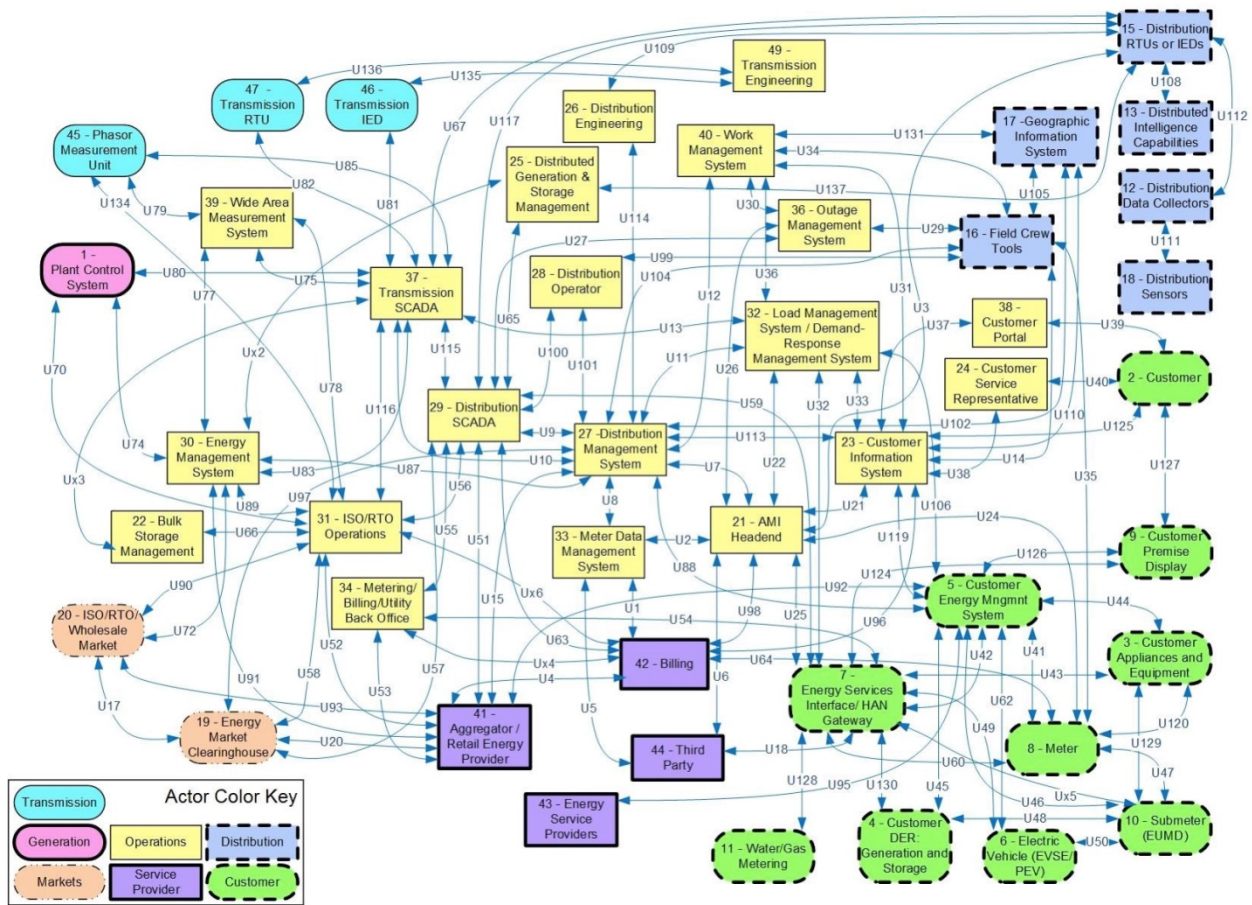 U109
49 -
Transmission
Engineering
15 - Distribution
RTUs or IEDs
U136
U135
47 -
Transmission
RTU
46 -
Transmission
IED
26 - Distribution
Engineering
U67
U117
U108
U112
17 -Geographic
Information
System
13 - Distributed
Intelligence
Capabilities
45 - Phasor
Measurement
Unit
40 - Work
Management
System
U131
U34
25 - Distributed
Generation &
Storage
Management
U85
U82
U134
U79
39 - Wide Area
Measurement
System
U81
U137
U105
12 - Distribution
Data Collectors
U30
36 - Outage
Management
System
U29
U114
U27
U99
U104
16 - Field Crew
Tools
U111
1 -
Plant Control
System
U80
U75
37 -
Transmission
SCADA
28 - Distribution
Operator
U36
U12
U31
U3
18 - Distribution
Sensors
U77
U65
U13
32 - Load Management
System / Demand-
Response
Management System
U37
38 -
Customer
Portal
U39
U70
Ux2
U78
U115
U100
U101
U11
U26
24 - Customer
Service
Representative
U40
2 - Customer
U116
29 - Distribution
SCADA
U59
U32
U33
U102
U110
U125
U74
30 - Energy
Management
System
U9
27 -Distribution
Management
System
U113
23 - Customer
Information
System
U14
U35
U127
Ux3
U83
U87
U10
U7
U22
U38
U97
U89
U56
U8
U21
U106
22 - Bulk
Storage
Management
U66
31 - ISO/RTO
Operations
U55
U51
33 - Meter Data
Management
System
U2
21 - AMI
Headend
U24
U119
9 - Customer
Premise
Display
U88
U126
U124
U90
34 - Metering/
Billing/Utility
Back Office
U15
Ux6
U92
5 - Customer
Energy Mngmnt
System
U1
U98
U25
U96
U44
20 - ISO/RTO/
Wholesale
Market
U72
U52
U54
U63
U41
U42
3 - Customer
Appliances and
Equipment
Ux4
42 - Billing
U64
U43
U58
U57
U53
U4
7 -
Energy Services
Interface/ HAN
Gateway
U62
U91
U6
U17
U93
U5
U49
U120
19 - Energy
Market
Clearinghouse
U20
41 -
Aggregator /
Retail Energy
Provider
44 - Third
Party
U18
8 - Meter
U129
U60
U47
U128
U95
U130
U45
U46
Ux5
U48
43 - Energy
Service
Providers
11 - Water/Gas
Metering
4 - Customer
DER:
Generation
and Storage
6 - Electric
Vehicle (EVSE/
PEV)
U50
10 - Submeter
(EUMD)
Actor Color Key
Transmission
Generation
Operations
Distribution
Markets
Service
Provider
Customer